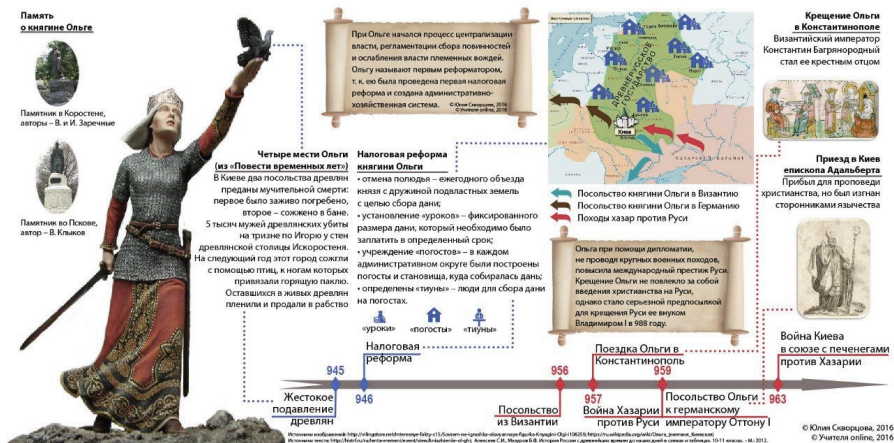 Память
о княгине Ольге
Памятник в Коростене,
авторы – В. и И. Заречные
Памятник во Пскове,
автор – В. Клыков
При Ольге начался процесс централизации
власти, регламентации сбора повинностей
и ослабления власти племенных вождей.
Ольгу называют первым реформатором,
т. к. ею была проведена первая налоговая
реформа и создана административно-
хозяйственная система.
© Юлия Скворцова, 2016
© Учителя online, 2016
Четыре мести Ольги
(из «Повести временных лет»)
В Киеве два посольства древлян
преданы мучительной смерти:
первое было заживо погребено,
второе – сожжено в бане.
5 тысяч мужей древлянских убиты
на тризне по Игорю у стен
древлянской столицы Искоростеня.
На следующий год этот город сожгли
с помощью птиц, к ногам которых
привязали горящую паклю.
Оставшихся в живых древлян
пленили и продали в рабство
Налоговая реформа
княгини Ольги
• отмена полюдья – ежегодного объезда
князя с дружиной подвластных земель
с целью сбора дани;
• установление «уроков» – фиксированного
размера дани, который необходимо было
заплатить в определенный срок;
• учреждение «погостов» – в каждом
административном округе были построены
погосты и становища, куда собиралась дань;
• определены «тиуны» – люди для сбора дани
на погостах.
«уроки» «погосты» «тиуны»
ДРЕВНЕРУССКОЕ
ГОСУДАРСТВО
Киев
ХАЗАРСКИЙ КАГАНАТ
Посольство княгини Ольги в Византию
Посольство княгини Ольги в Германию
Походы хазар против Руси
Ольга при помощи дипломатии,
не проводя крупных военных походов,
повысила международный престиж Руси.
Крещение Ольги не повлекло за собой
введения христианства на Руси,
однако стало серьезной предпосылкой
для крещения Руси ее внуком
Владимиром I в 988 году.
Крещение Ольги
в Константинополе
Византийский император
Константин Багрянородный
стал ее крестным отцом
Приезд в Киев
епископа Адальберта
Прибыл для проповеди
христианства, но был изгнан
сторонниками язычества
945
Жестокое
подавление
древлян
Налоговая
реформа
946
956
Посольство
в Византию
Поездка Ольги в
Константинополь
957
Война Хазарии
против Руси
959
Посольство Ольги
к германскому
императору Оттону I
Война Киева
в союзе с печенегами
против Хазарии
963
© Юлия Скворцова, 2016
© Учителя online, 2016